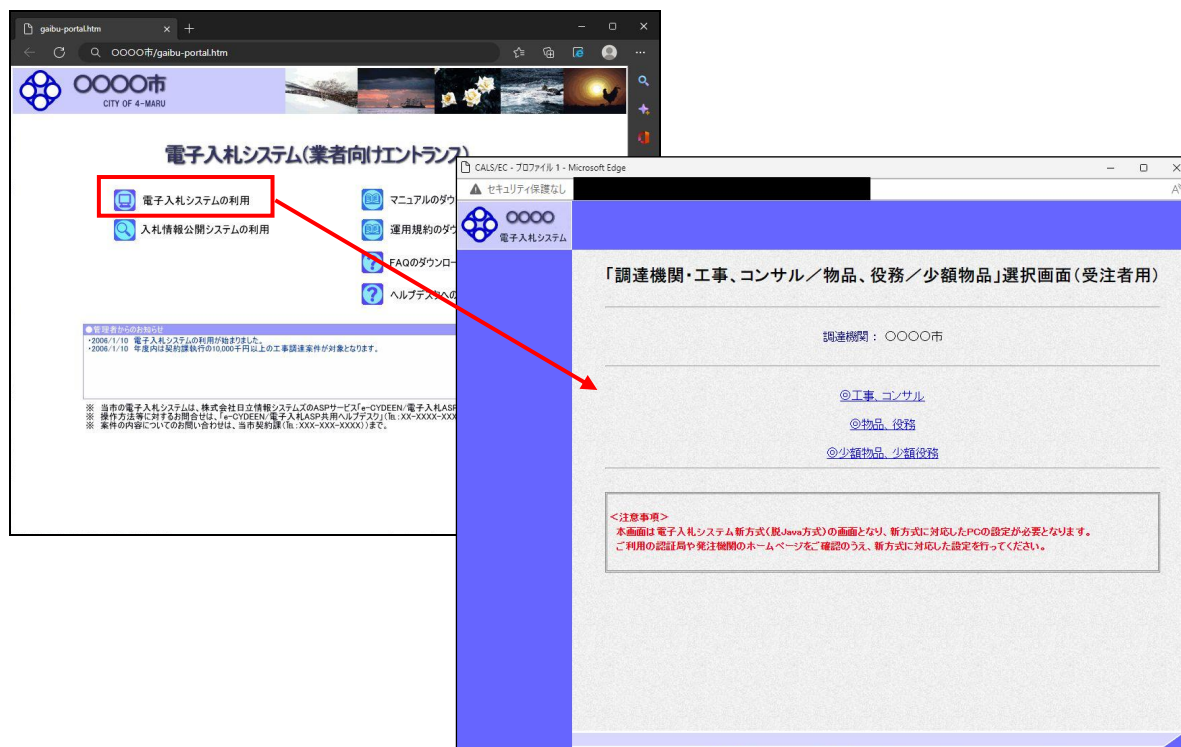 gaibu-portal.htm
〇〇〇〇市/gaibu-portal.htm
〇〇〇〇市
CITY OF 4-MARU
電子入札システム(業者向けエントランス)
電子入札システムの利用
マニュアルのダウ
入札情報公開システムの利用
運用規約のダウ
FAQのダウンロー
ヘルプデスクへの
●管理者からのお知らせ
・2006/1/10 電子入札システムの利用が始まりました。
・2006/1/10 年度内は契約課執行の10,000千円以上の工事調達案件が対象となります。
※ 当市の電子入札システムは、株式会社日立情報システムズのASPサービス「e-CYDEEN/電子入札ASP
※ 操作方法等に対するお問合せは、「e-CYDEEN/電子入札ASP共用ヘルプデスク」(℡:XX-XXXX-XXX
※ 案件の内容についてのお問い合わせは、当市契約課(℡:XXX-XXX-XXXX))まで。
CALS/EC - プロファイル 1 - Microsoft Edge
セキュリティ保護なし
〇〇〇〇
電子入札システム
「調達機関・工事、コンサル／物品、役務／少額物品」選択画面(受注者用)
調達機関： 〇〇〇〇市
◎工事、コンサル
◎物品、役務
◎少額物品、少額役務
<注意事項>
本画面は電子入札システム新方式(脱Java方式)の画面となり、新方式に対応したPCの設定が必要となります。
ご利用の認証局や発注機関のホームページをご確認のうえ、新方式に対応した設定を行ってください。